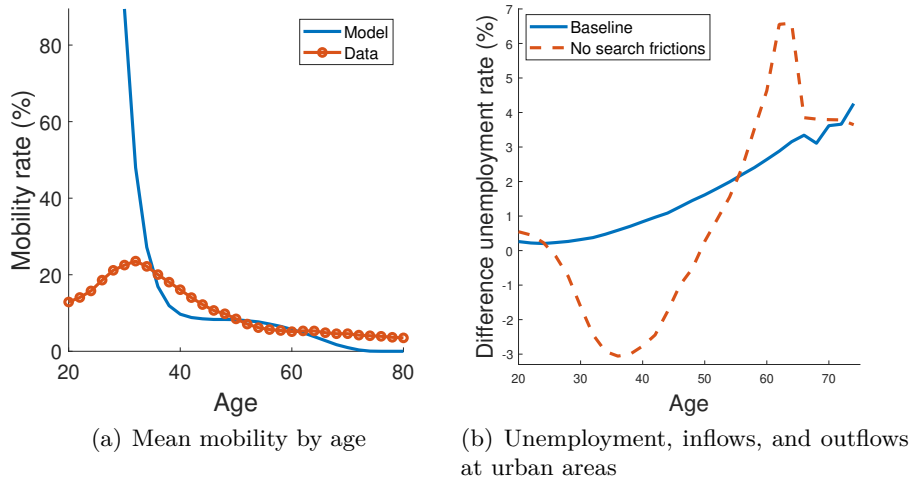 Mobility rate (%)
80
60
40
20
0
20
40
60
80
Age
Model
Data
(a) Mean mobility by age
Difference unemployment rate (%)
7
6
5
4
3
2
1
0
-1
-2
-3
20
30
40
50
60
70
Age
Baseline
No search frictions
(b) Unemployment, inflows, and outflows
at urban areas